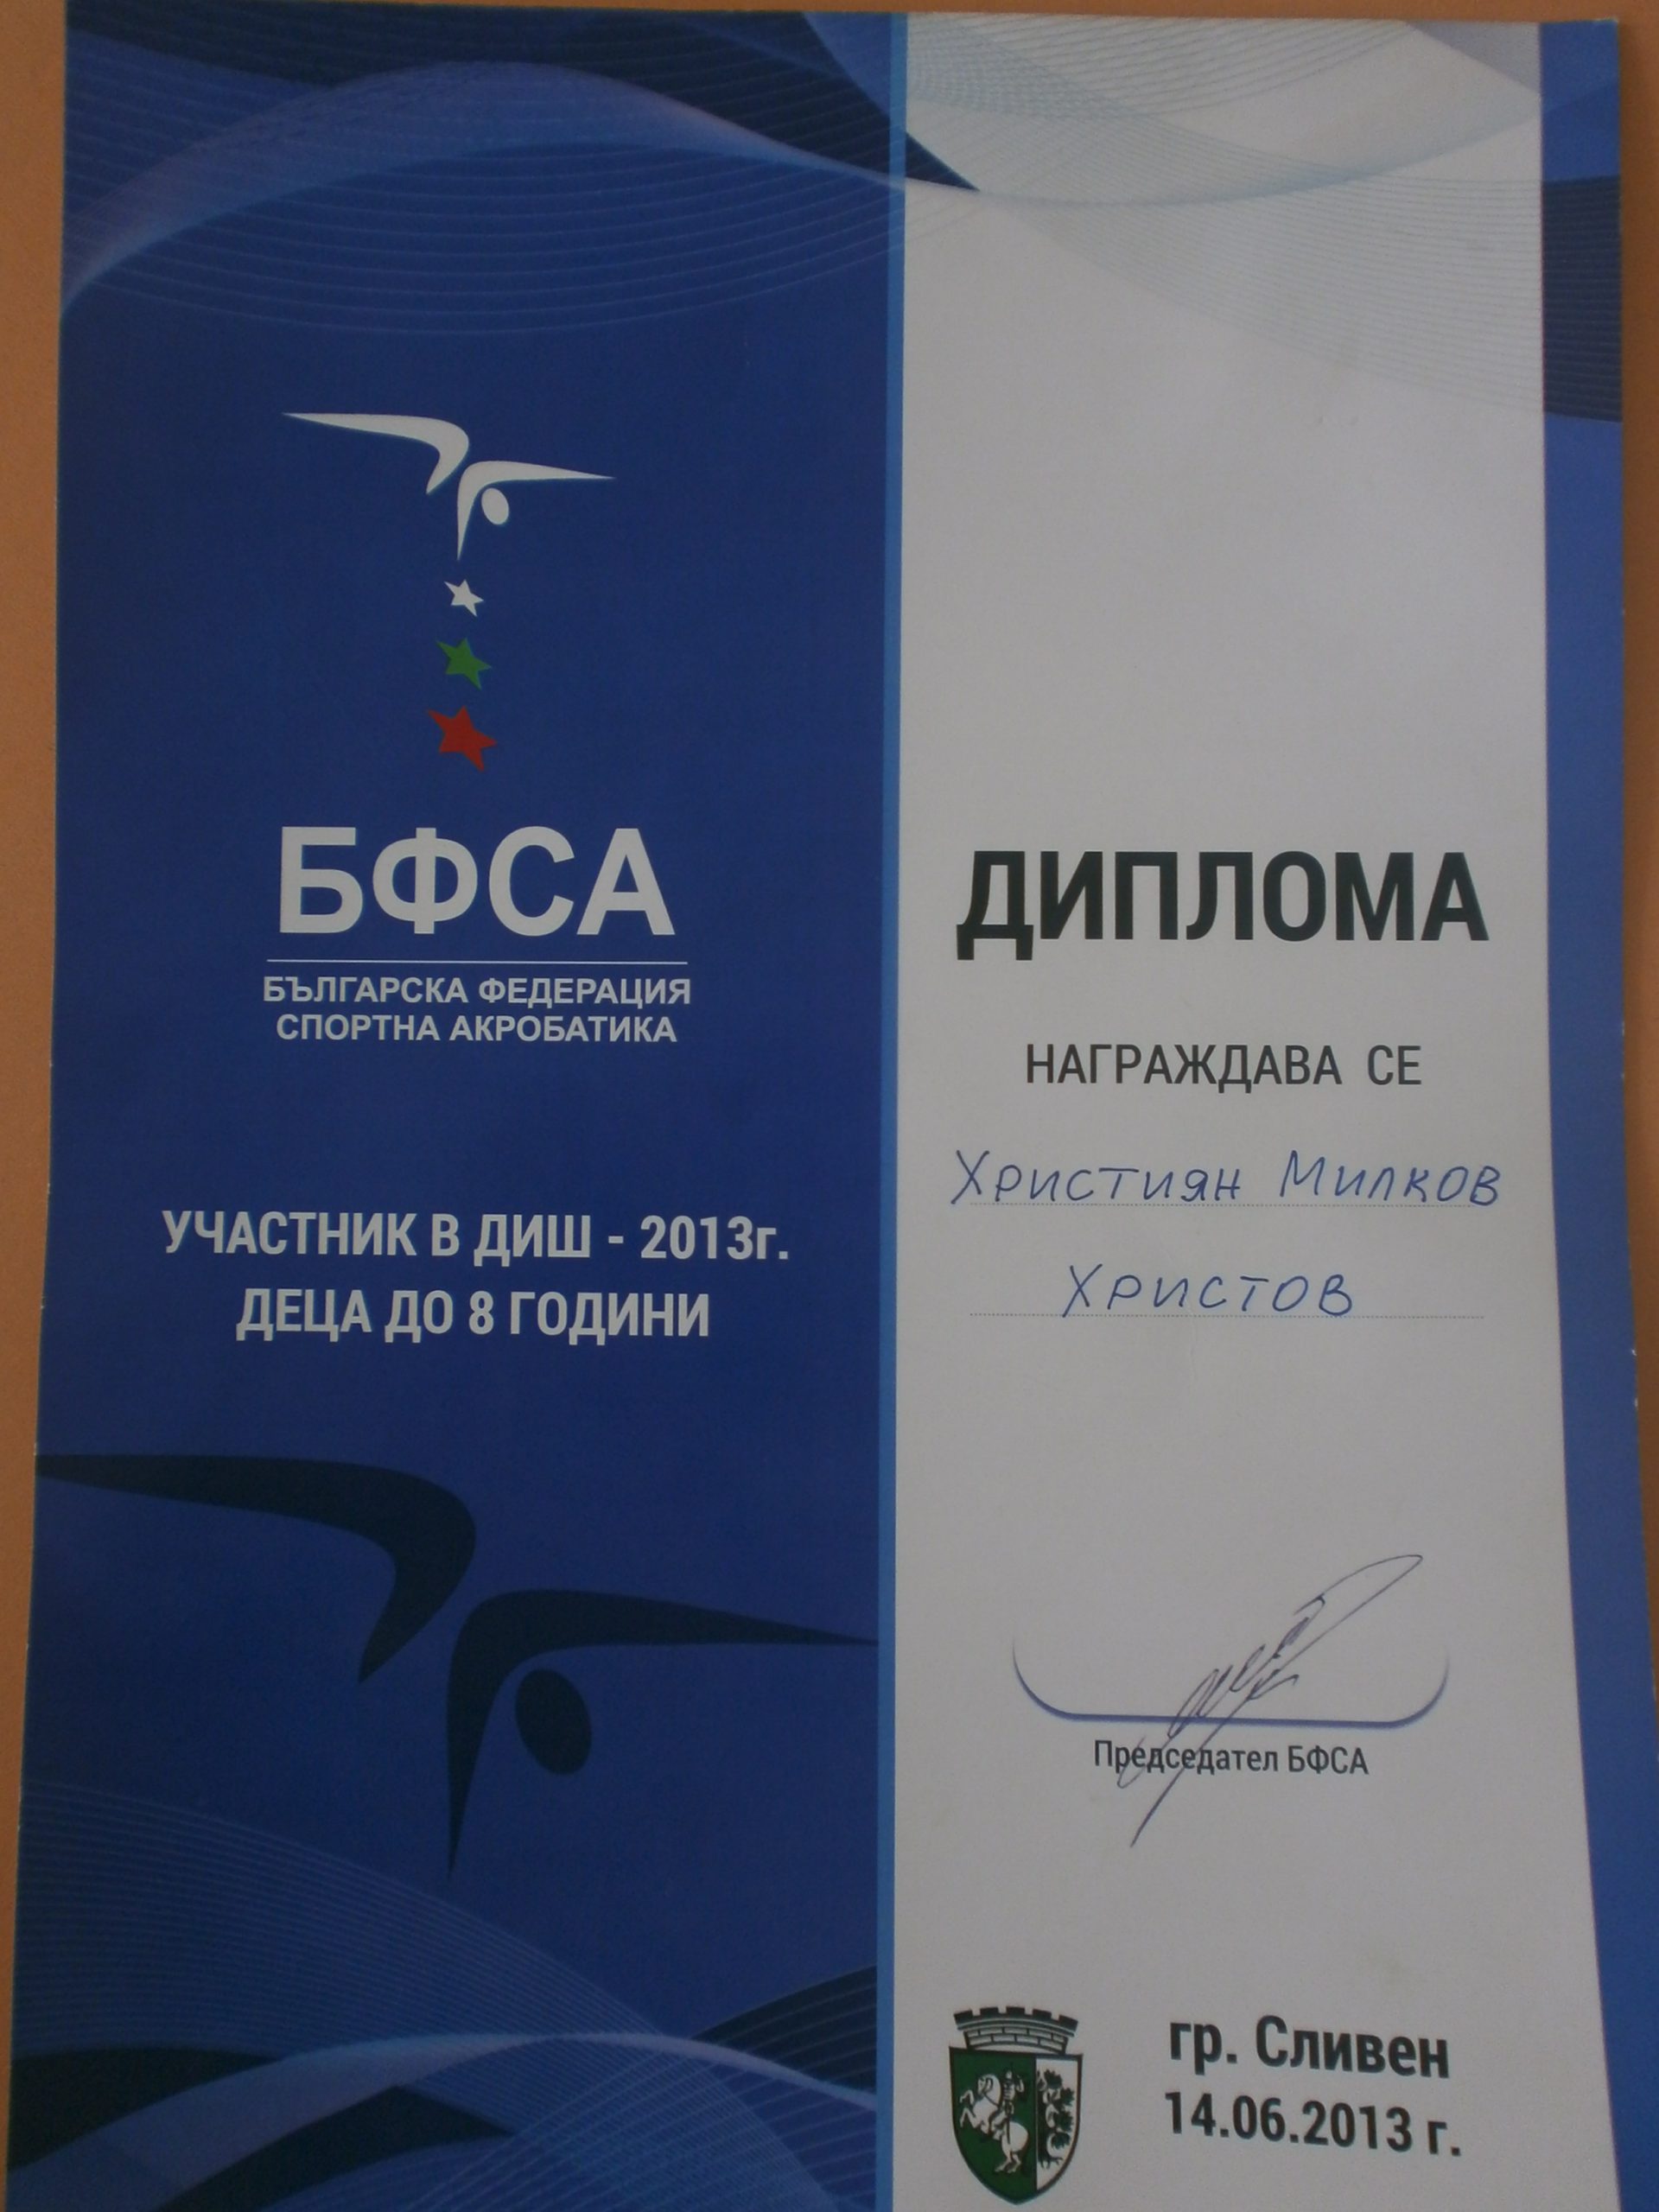 БФСА
БЪЛГАРСКА ФЕДЕРАЦИЯ
СПОРТНА АКРОБАТИКА
УЧАСТНИК В ДИШ - 2013г.
ДЕЦА ДО 8 ГОДИНИ
ДИПЛОМА
НАГРАЖДАВА СЕ
Християн Милков
Христов
Председател БФСА
гр. Сливен
14.06.2013 г.